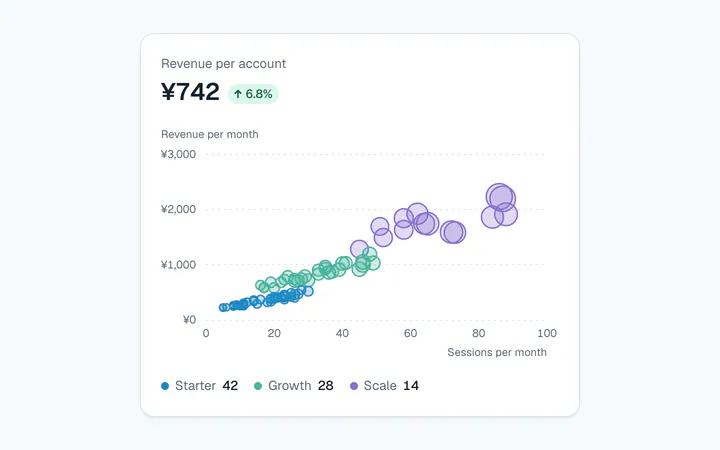 Revenue per account
¥742 ↑ 6.8%
Revenue per month
¥3,000
¥2,000
¥1,000
¥0
0 20 40 60 80 100
Sessions per month
Starter 42 Growth 28 Scale 14